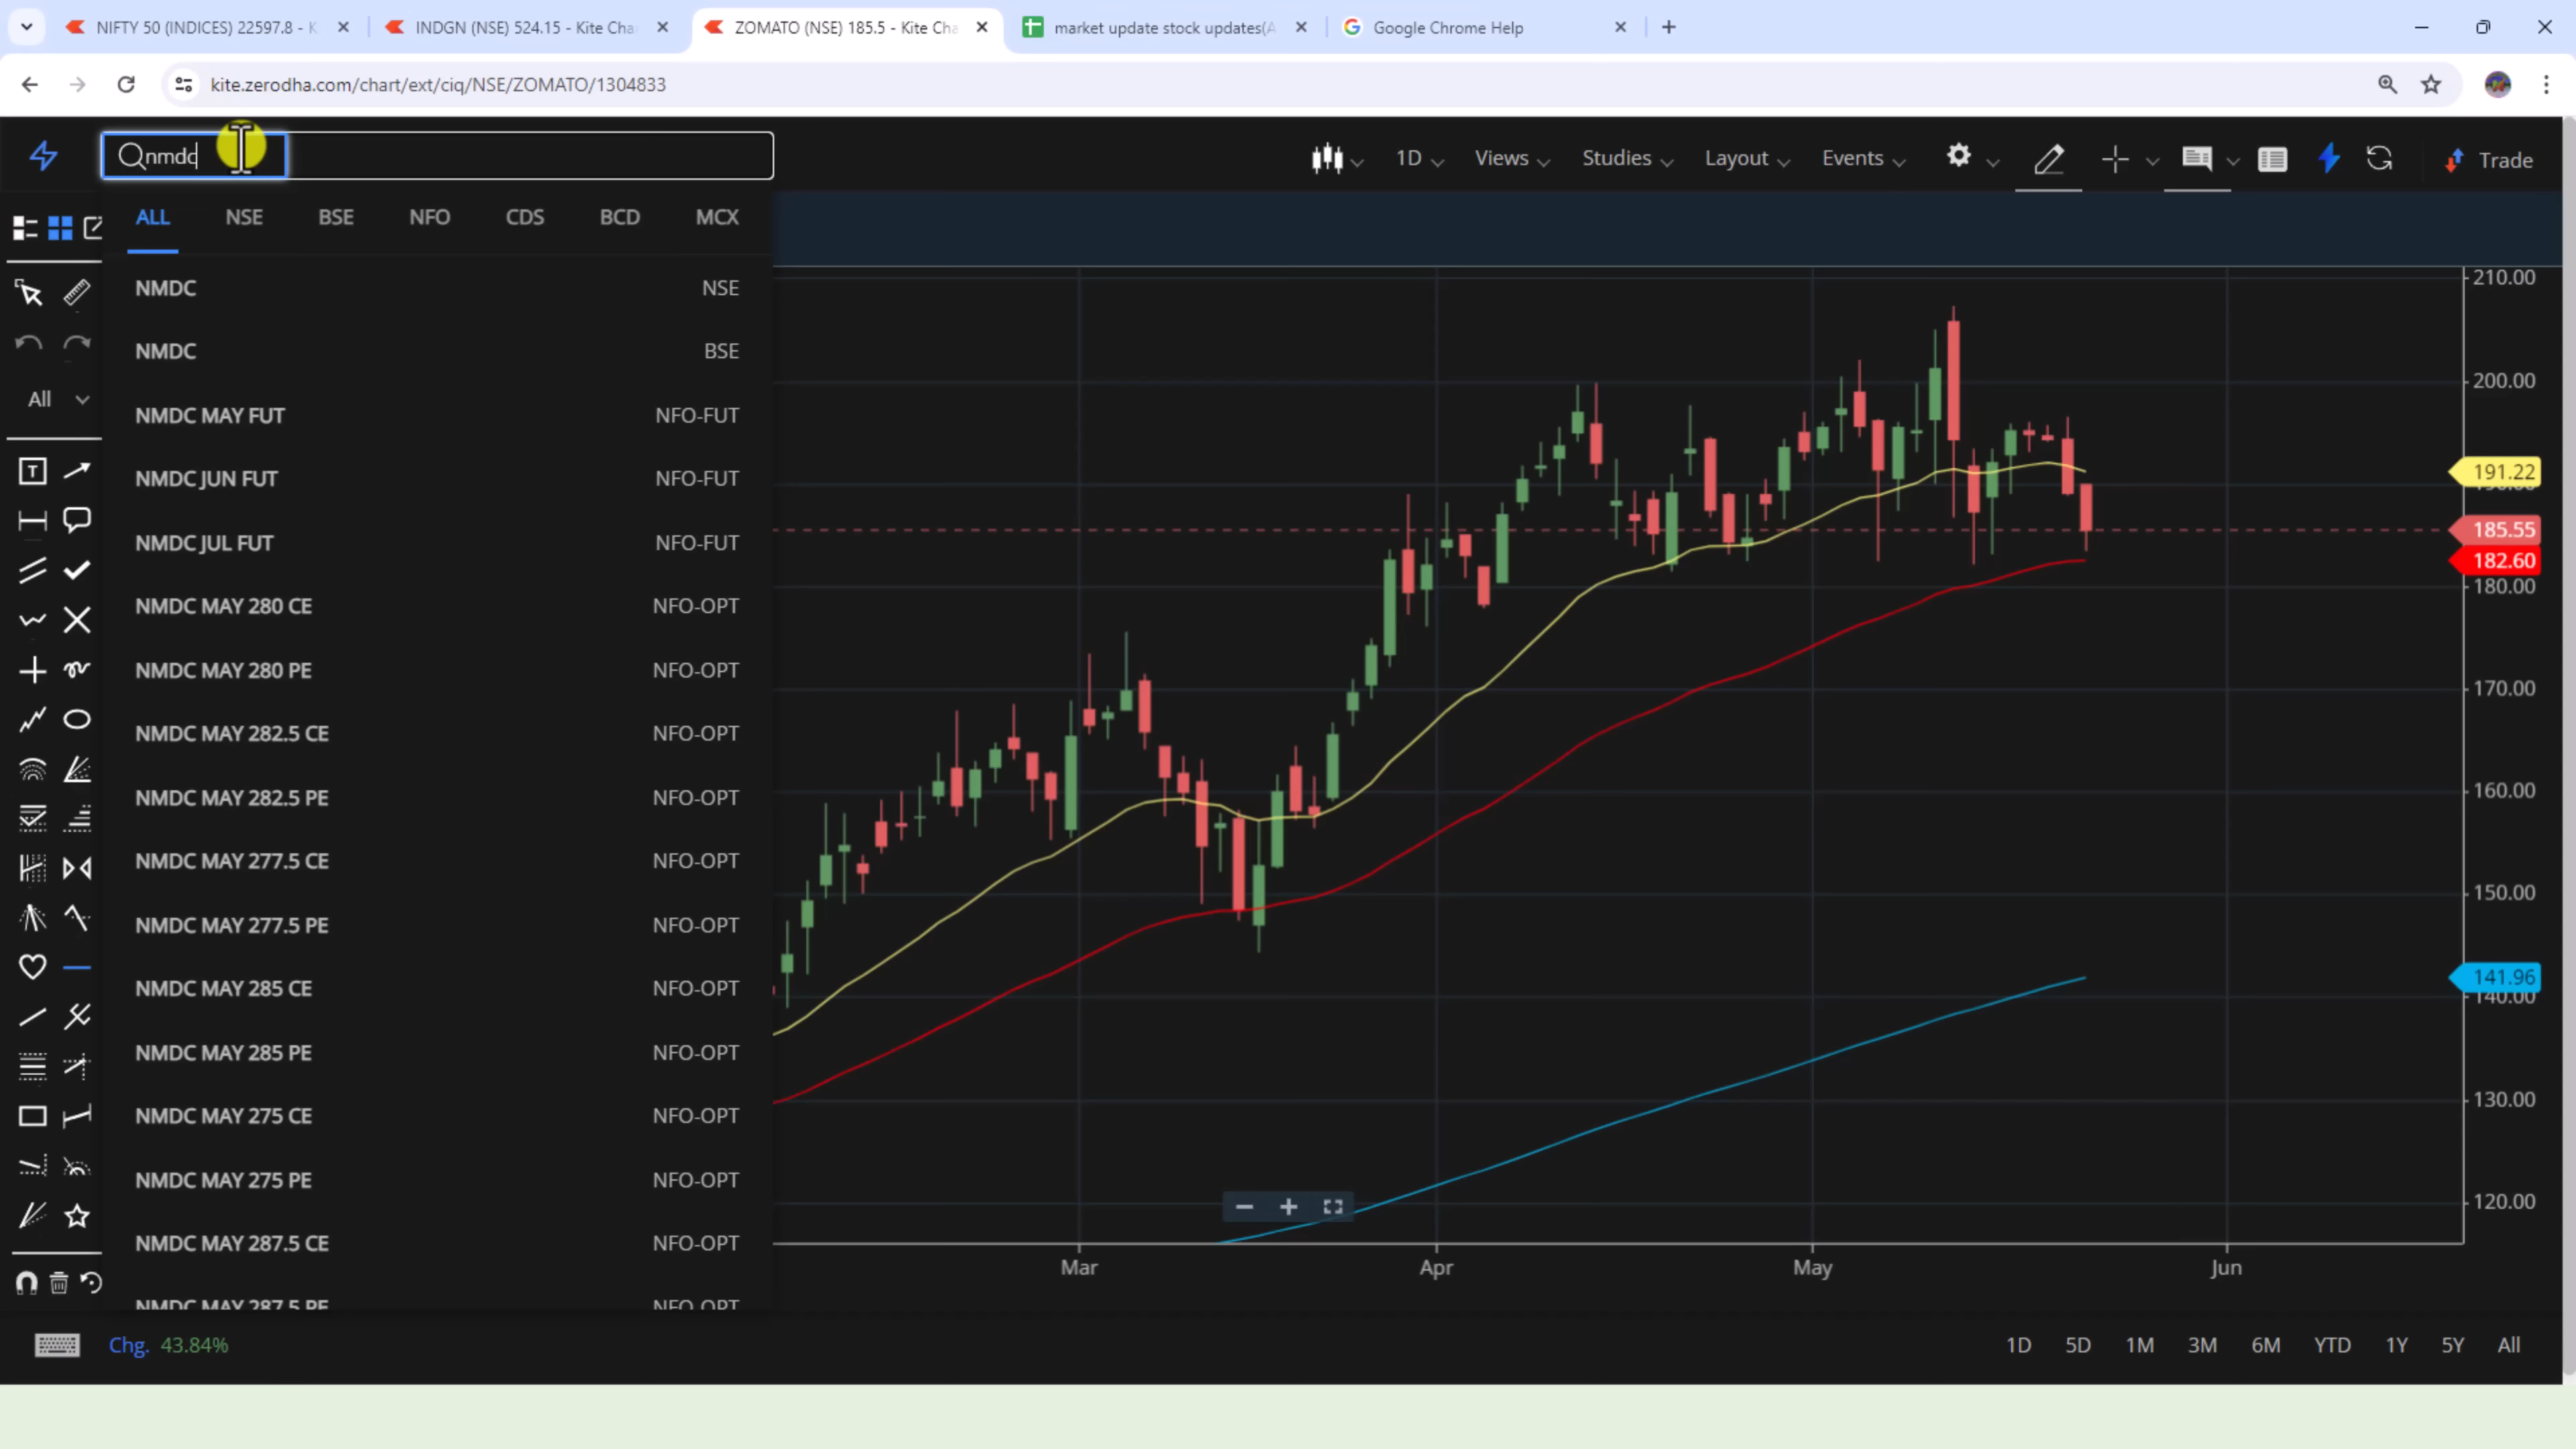 NIFTY 50 (INDICES) 22597.8 - K
INDGN (NSE) 524.15 - Kite Cha
ZOMATO (NSE) 185.5 - Kite Cha
market update stock updates(A
Google Chrome Help
kite.zerodha.com/chart/ext/ciq/NSE/ZOMATO/1304833
nmdc
1D Views Studies Layout Events Trade
ALL NSE BSE NFO CDS BCD MCX
All
T
NMDC NSE
NMDC BSE
NMDC MAY FUT NFO-FUT
NMDC JUN FUT NFO-FUT
NMDC JUL FUT NFO-FUT
NMDC MAY 280 CE NFO-OPT
NMDC MAY 280 PE NFO-OPT
NMDC MAY 282.5 CE NFO-OPT
NMDC MAY 282.5 PE NFO-OPT
NMDC MAY 277.5 CE NFO-OPT
NMDC MAY 277.5 PE NFO-OPT
NMDC MAY 285 CE NFO-OPT
NMDC MAY 285 PE NFO-OPT
NMDC MAY 275 CE NFO-OPT
NMDC MAY 275 PE NFO-OPT
NMDC MAY 287.5 CE NFO-OPT
NMDC MAY 287.5 PE NFO-OPT
210.00
200.00
191.22
185.55
182.60
180.00
170.00
160.00
150.00
141.96
140.00
130.00
120.00
Mar Apr May Jun
Chg. 43.84%
1D 5D 1M 3M 6M YTD 1Y 5Y All